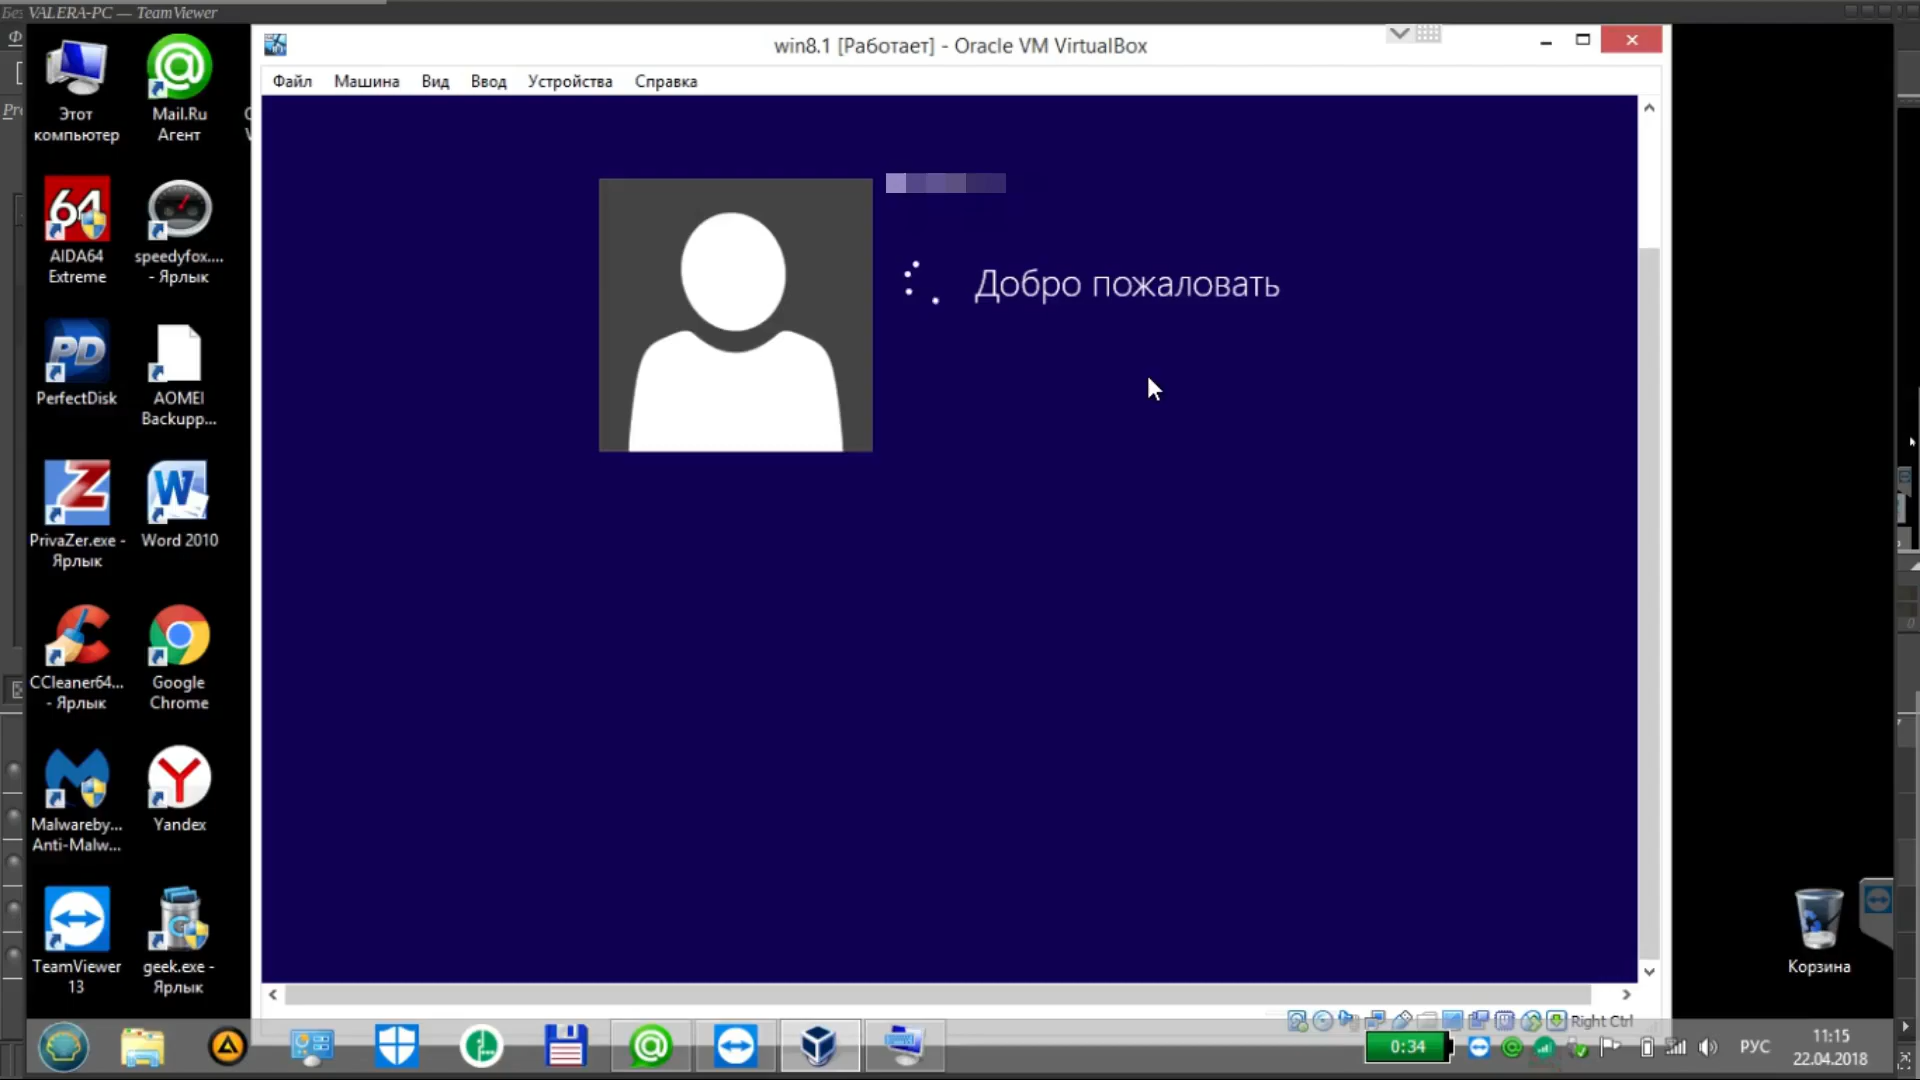 VALERA-PC — TeamViewer
win8.1 [Работает] - Oracle VM VirtualBox
Файл Машина Вид Ввод Устройства Справка
Добро пожаловать
Этот
компьютер
Mail.Ru
Агент
AIDA64
Extreme
speedyfox....
- Ярлык
PerfectDisk
AOMEI
Backupp...
PrivaZer.exe -
Ярлык
Word 2010
CCleaner64...
- Ярлык
Google
Chrome
Malwareby...
Anti-Malw...
Yandex
TeamViewer
13
geek.exe -
Ярлык
Корзина
Right Ctrl
0:34
РУС
11:15
22.04.2018